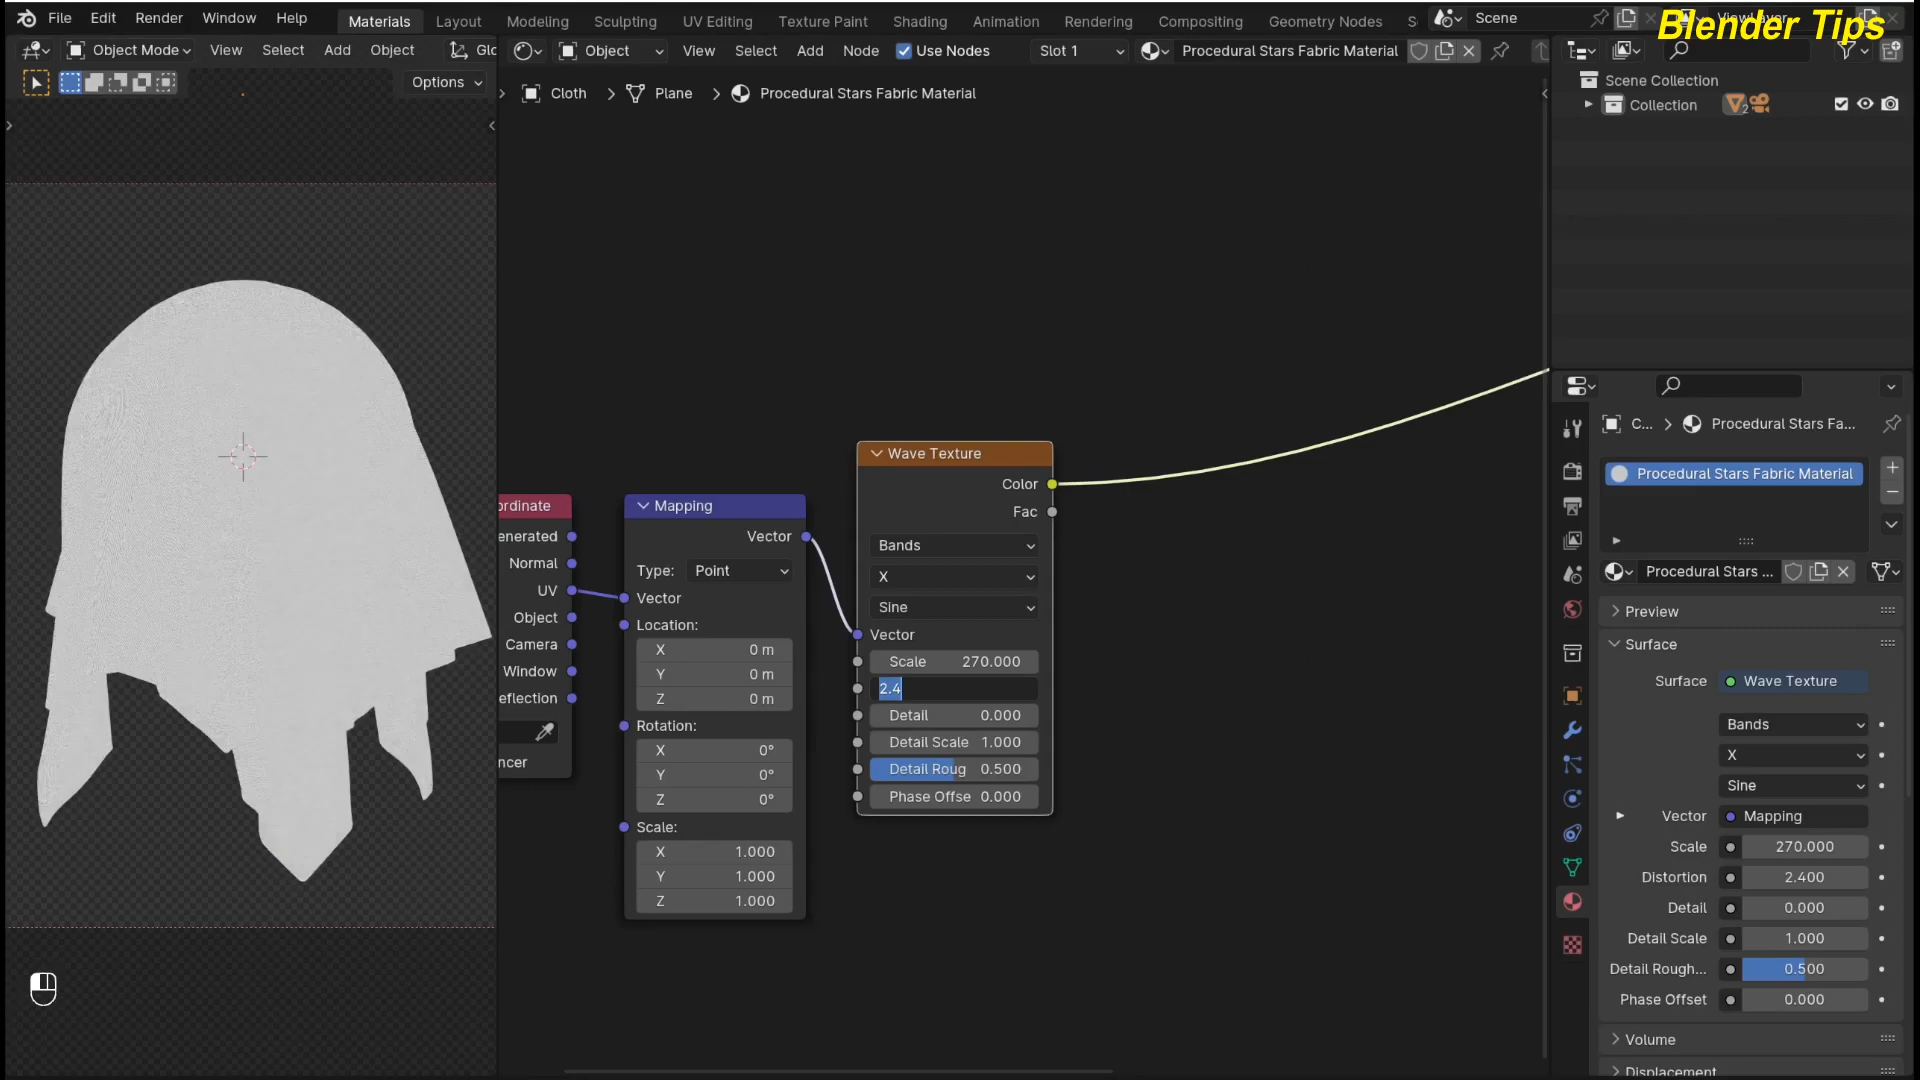 File Edit Render Window Help Materials Layout Modeling Sculpting UV Editing Texture Paint Shading Animation Rendering Compositing Geometry Nodes S Scene
Blender Tips
Object Mode View Select Add Object Glo Object View Select Add Node Use Nodes Slot 1 Procedural Stars Fabric Material
Options
Cloth Plane Procedural Stars Fabric Material
Scene Collection
Collection 2
C... Procedural Stars Fa...
Procedural Stars Fabric Material
Procedural Stars ...
Preview
Surface
Surface Wave Texture
Bands
X
Sine
Vector Mapping
Scale 270.000
Distortion 2.400
Detail 0.000
Detail Scale 1.000
Detail Rough... 0.500
Phase Offset 0.000
Volume
Displacement
ordinate
enerated
Normal
UV
Object
Camera
Window
eflection
ncer
Mapping
Vector
Type: Point
Vector
Location:
X 0 m
Y 0 m
Z 0 m
Rotation:
X 0°
Y 0°
Z 0°
Scale:
X 1.000
Y 1.000
Z 1.000
Wave Texture
Color
Fac
Bands
X
Sine
Vector
Scale 270.000
2.4
Detail 0.000
Detail Scale 1.000
Detail Roug 0.500
Phase Offse 0.000